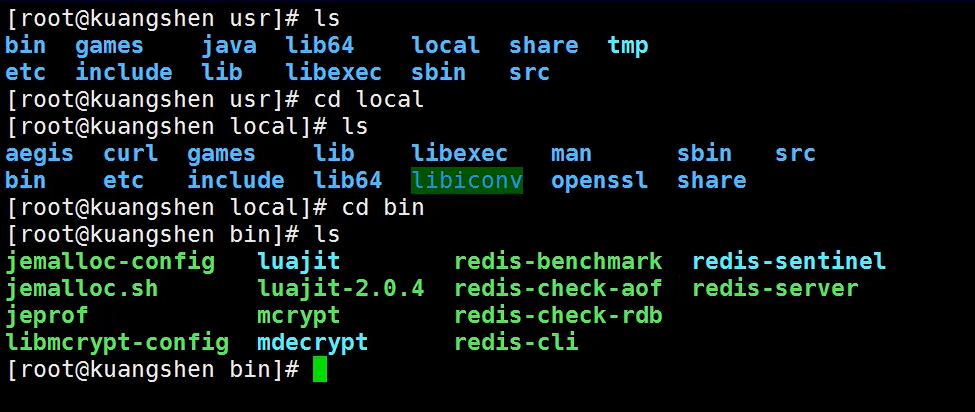 [root@kuangshen usr]# ls
bin  games    java  lib64    local  share  tmp
etc  include  lib   libexec  sbin   src
[root@kuangshen usr]# cd local
[root@kuangshen local]# ls
aegis  curl  games    lib    libexec   man      sbin   src
bin    etc   include  lib64  libiconv  openssl  share
[root@kuangshen local]# cd bin
[root@kuangshen bin]# ls
jemalloc-config   luajit        redis-benchmark  redis-sentinel
jemalloc.sh       luajit-2.0.4  redis-check-aof  redis-server
jeprof            mcrypt        redis-check-rdb
libmcrypt-config  mdecrypt      redis-cli
[root@kuangshen bin]#